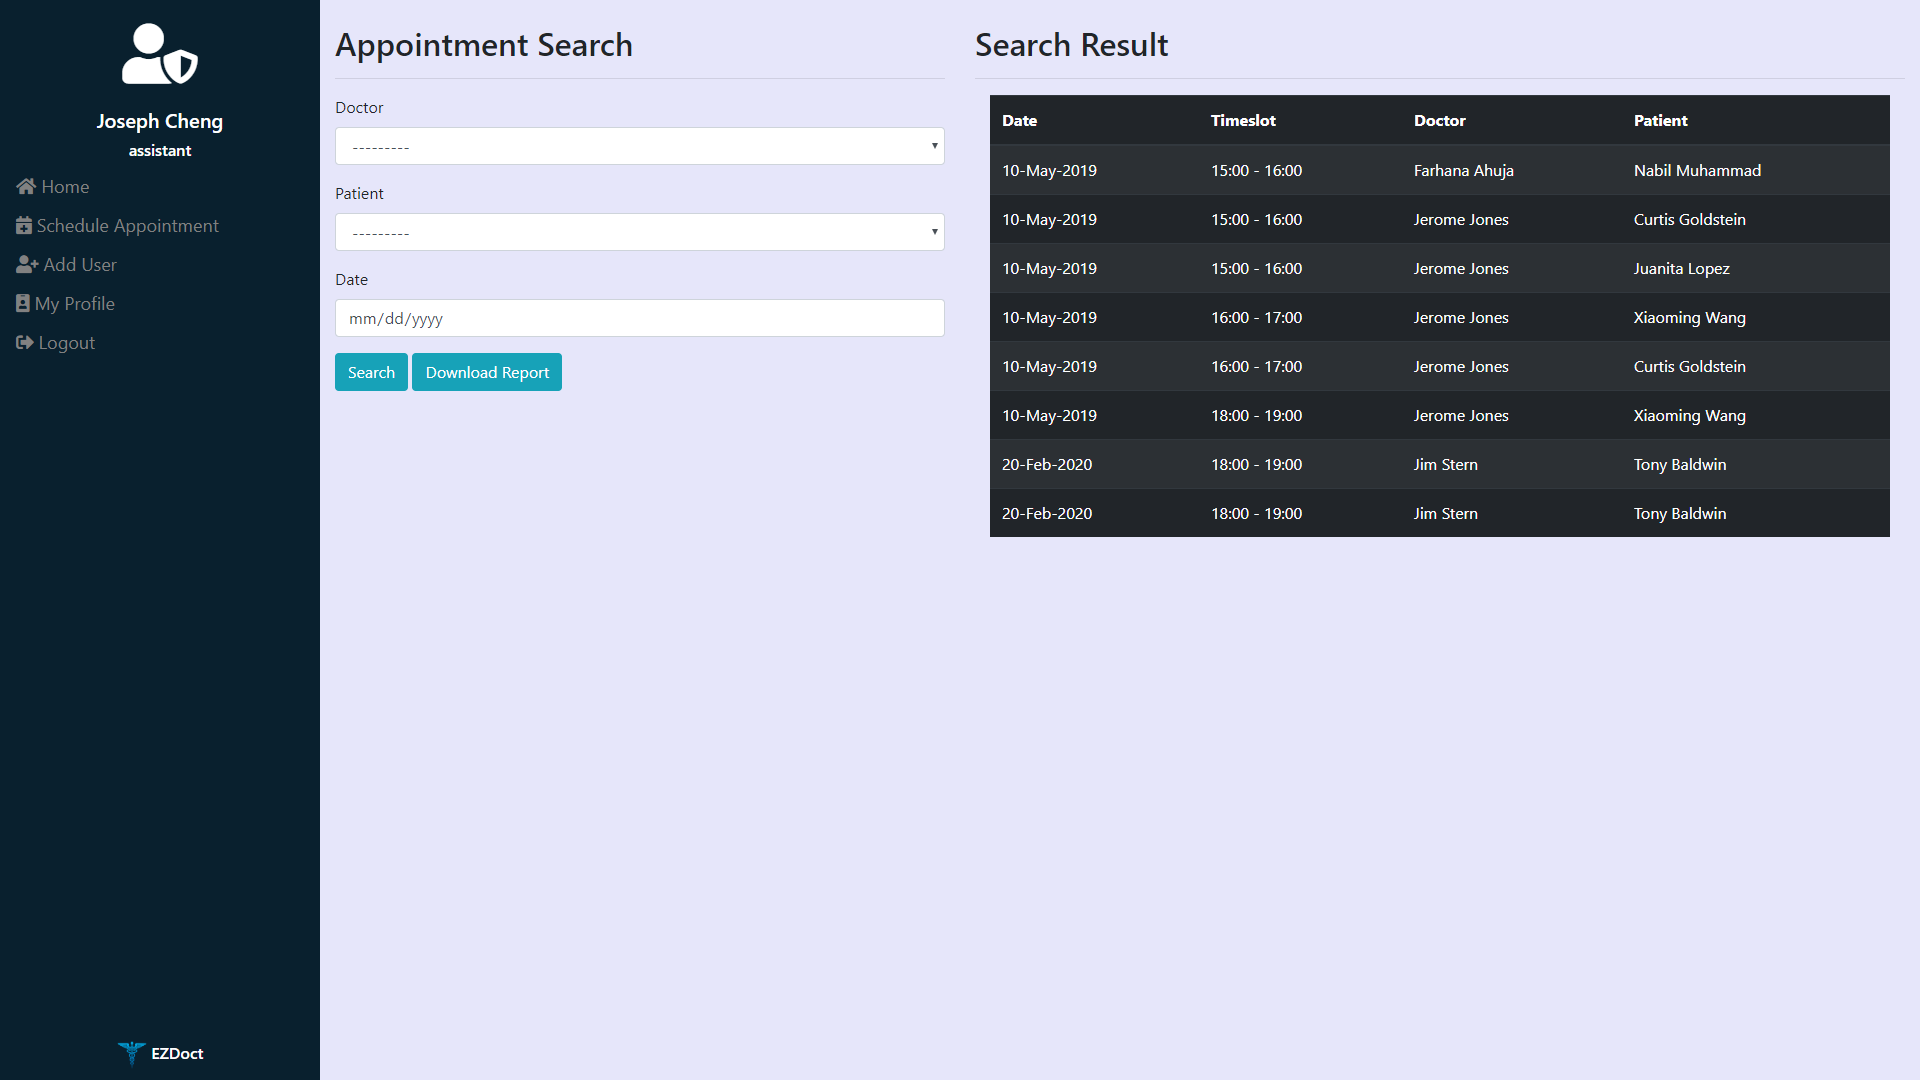 Joseph Cheng
assistant
Home
Schedule Appointment
Add User
My Profile
Logout
EZDoct
Appointment Search
Doctor
---------
Patient
---------
Date
mm/dd/yyyy
Search Download Report
Search Result
Date Timeslot Doctor Patient
10-May-2019 15:00 - 16:00 Farhana Ahuja Nabil Muhammad
10-May-2019 15:00 - 16:00 Jerome Jones Curtis Goldstein
10-May-2019 15:00 - 16:00 Jerome Jones Juanita Lopez
10-May-2019 16:00 - 17:00 Jerome Jones Xiaoming Wang
10-May-2019 16:00 - 17:00 Jerome Jones Curtis Goldstein
10-May-2019 18:00 - 19:00 Jerome Jones Xiaoming Wang
20-Feb-2020 18:00 - 19:00 Jim Stern Tony Baldwin
20-Feb-2020 18:00 - 19:00 Jim Stern Tony Baldwin